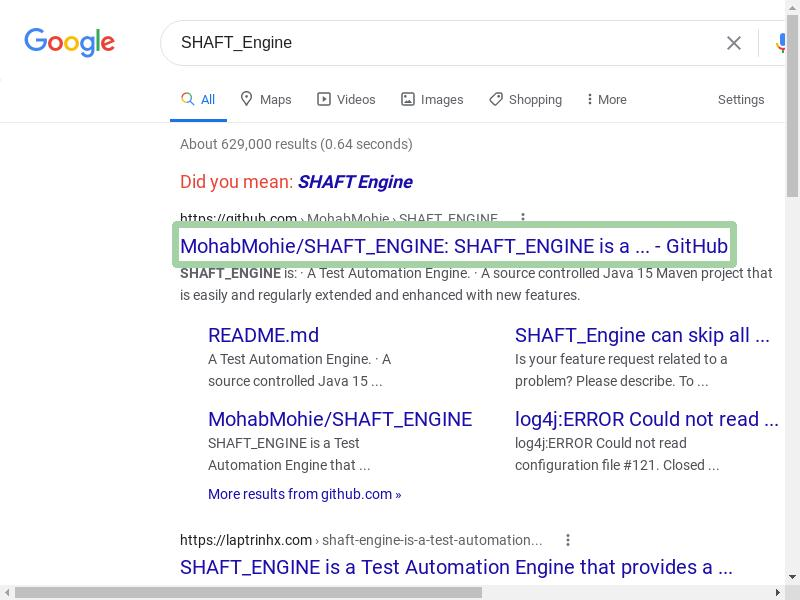 Google
SHAFT_Engine
All
Maps
Videos
Images
Shopping
More
Settings
About 629,000 results (0.64 seconds)
Did you mean: SHAFT Engine
https://github.com › MohabMohie › SHAFT_ENGINE
MohabMohie/SHAFT_ENGINE: SHAFT_ENGINE is a ... - GitHub
SHAFT_ENGINE is: · A Test Automation Engine. · A source controlled Java 15 Maven project that
is easily and regularly extended and enhanced with new features.
README.md
A Test Automation Engine. · A
source controlled Java 15 ...
SHAFT_Engine can skip all ...
Is your feature request related to a
problem? Please describe. To ...
MohabMohie/SHAFT_ENGINE
SHAFT_ENGINE is a Test
Automation Engine that ...
log4j:ERROR Could not read ...
log4j:ERROR Could not read
configuration file #121. Closed ...
More results from github.com »
https://laptrinhx.com › shaft-engine-is-a-test-automation...
SHAFT_ENGINE is a Test Automation Engine that provides a ...